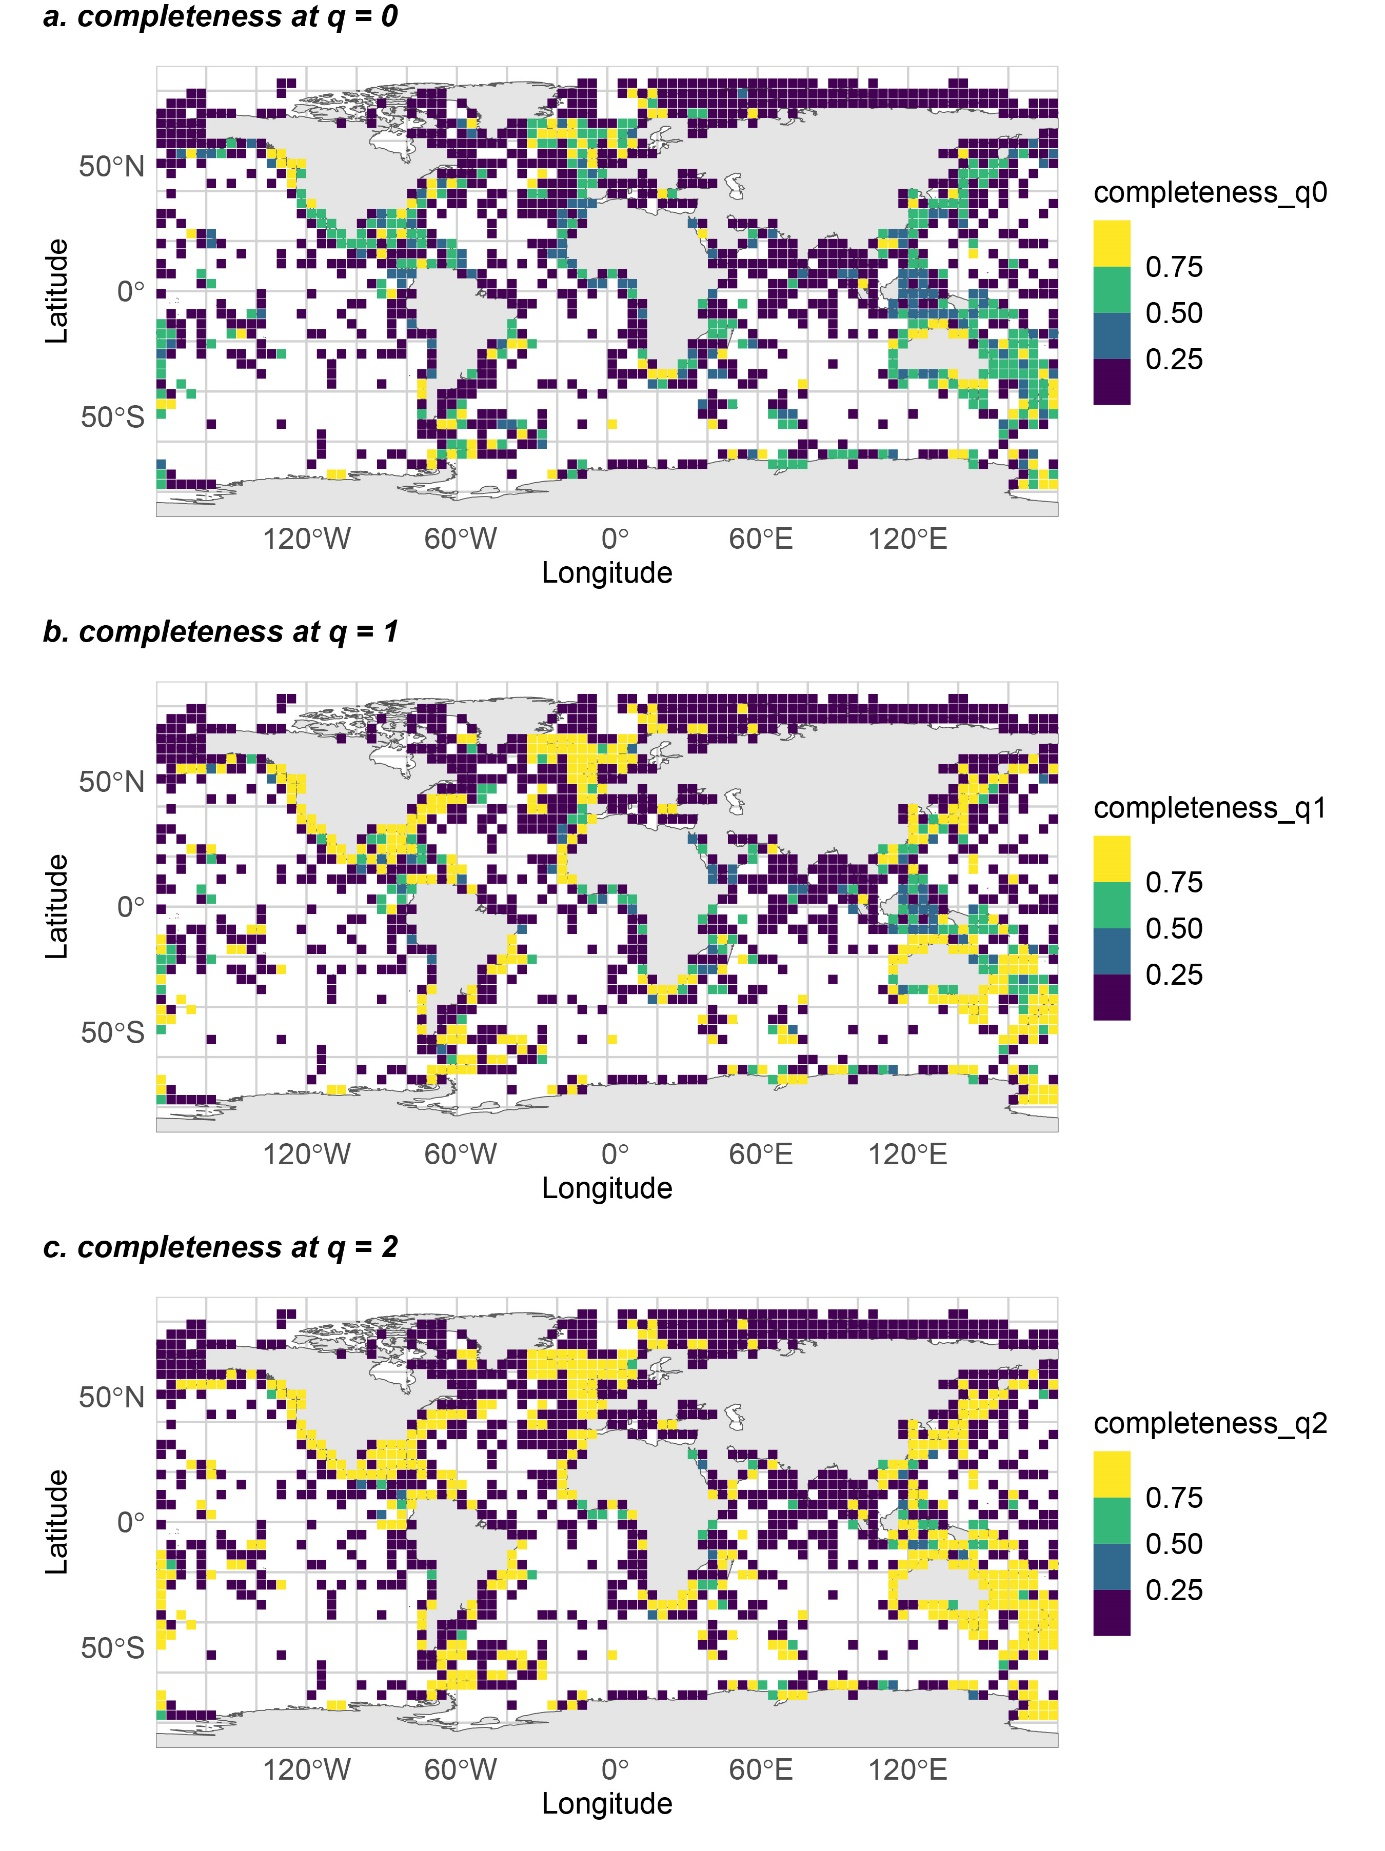 a. completeness at q = 0
50°N
0°
50°S
Latitude
120°W 60°W 0° 60°E 120°E
Longitude
completeness_q0
0.75
0.50
0.25
b. completeness at q = 1
50°N
0°
50°S
Latitude
120°W 60°W 0° 60°E 120°E
Longitude
completeness_q1
0.75
0.50
0.25
c. completeness at q = 2
50°N
0°
50°S
Latitude
120°W 60°W 0° 60°E 120°E
Longitude
completeness_q2
0.75
0.50
0.25